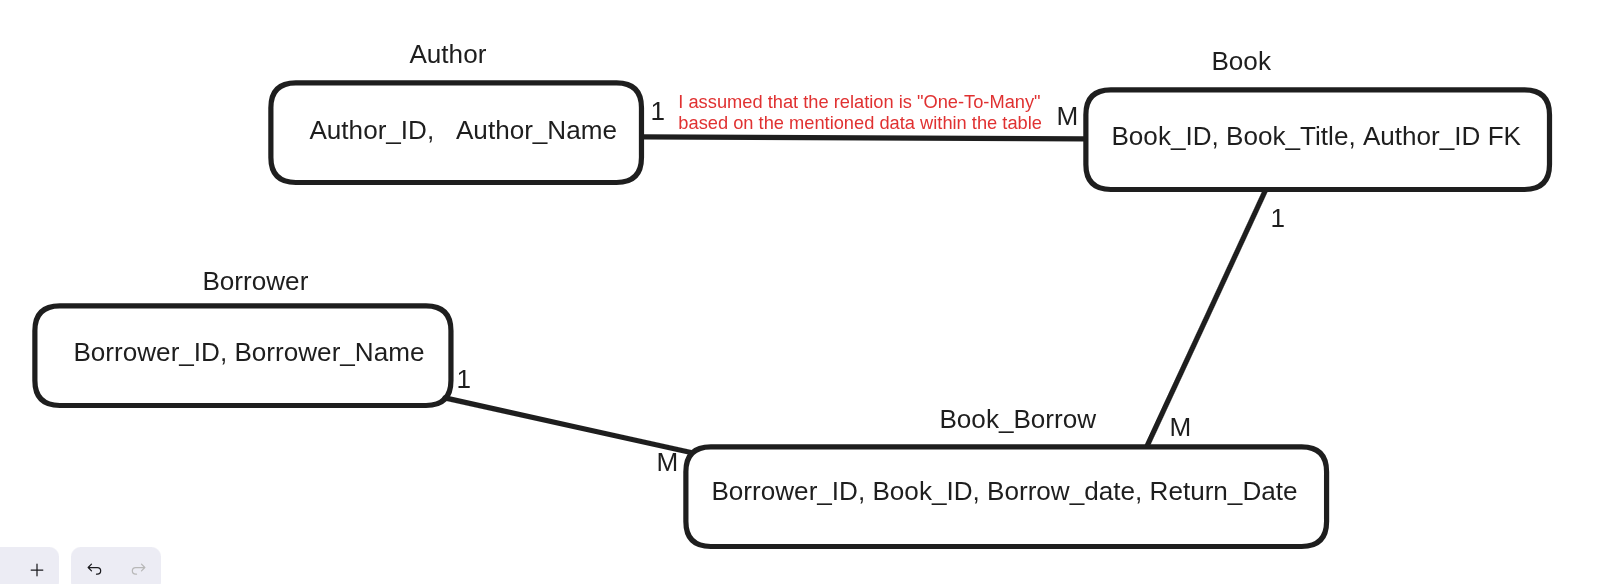 Author
Book
Author_ID, Author_Name
1
I assumed that the relation is "One-To-Many"
based on the mentioned data within the table
M
Book_ID, Book_Title, Author_ID FK
1
Borrower
Borrower_ID, Borrower_Name
1
Book_Borrow
M
M
Borrower_ID, Book_ID, Borrow_date, Return_Date